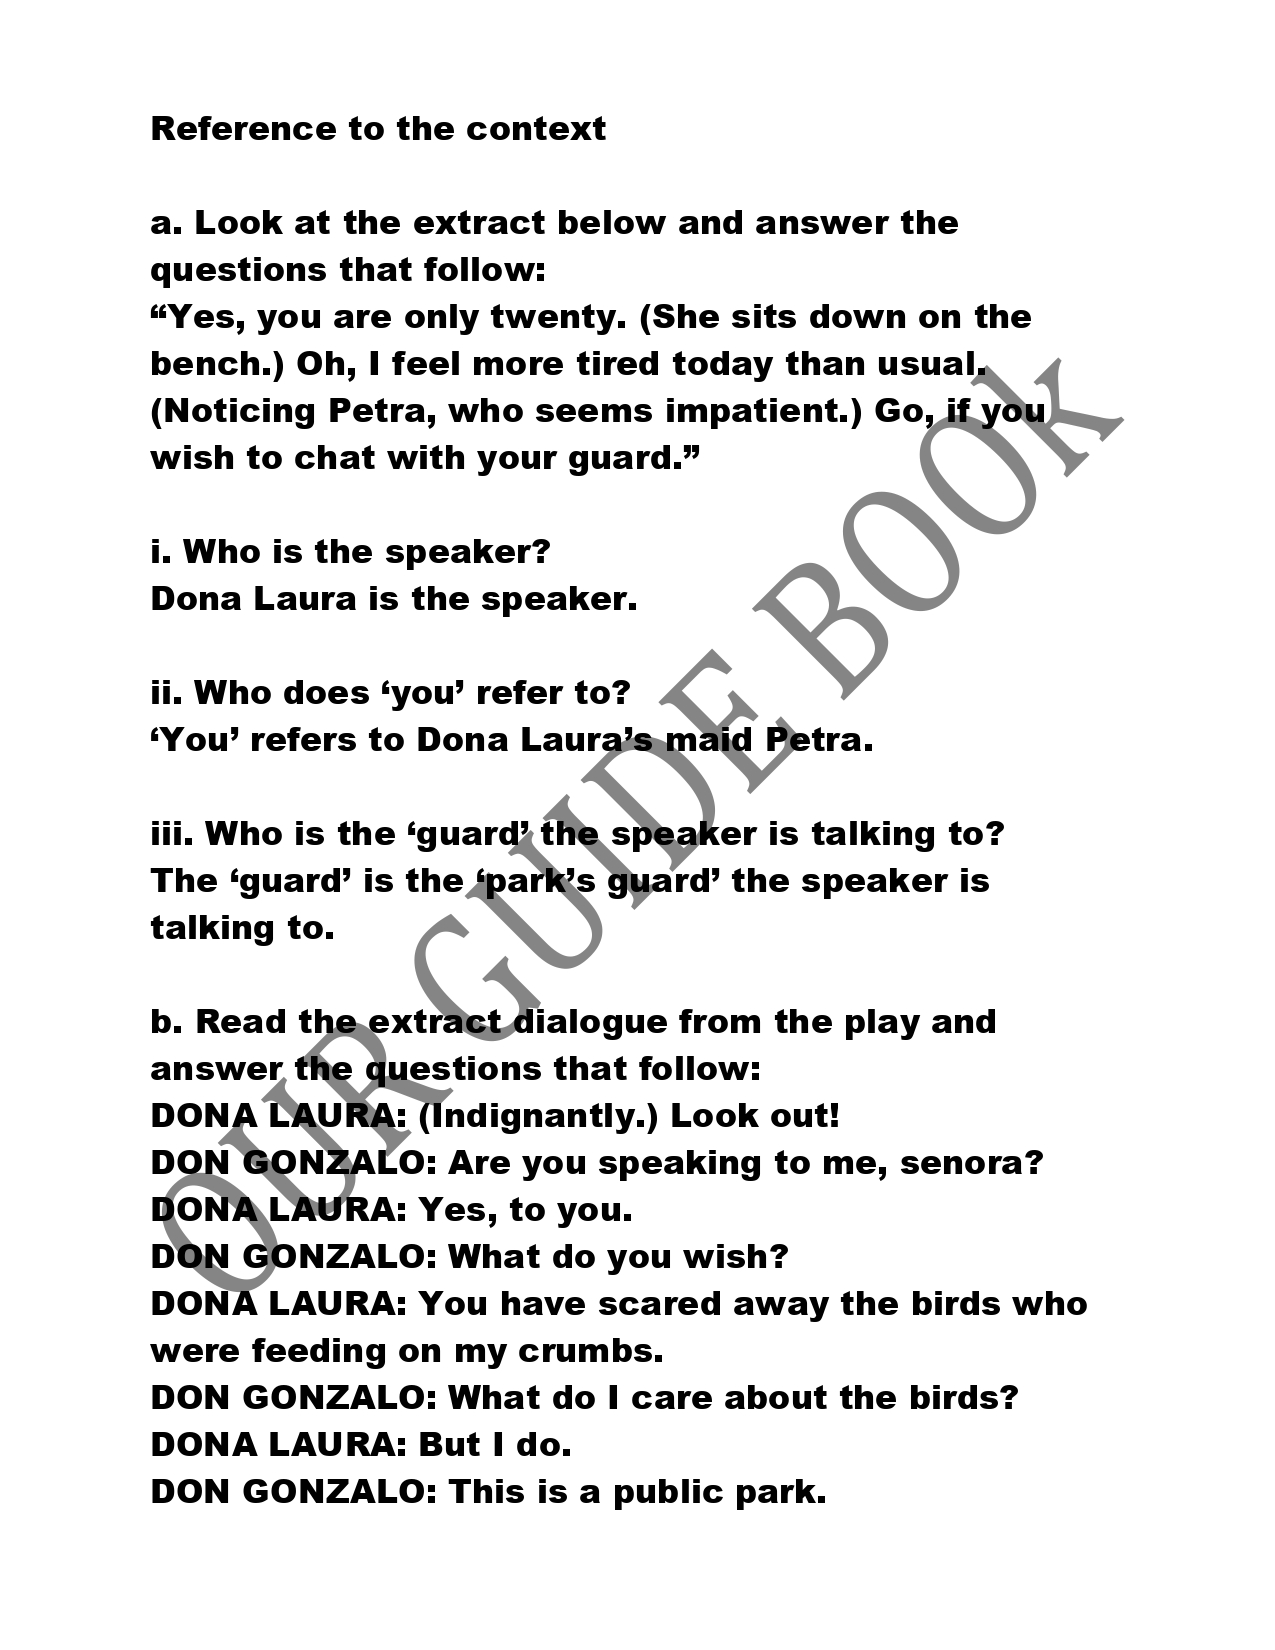 Reference to the context
a. Look at the extract below and answer the
questions that follow:
“Yes, you are only twenty. (She sits down on the
bench.) Oh, I feel more tired today than usual.
(Noticing Petra, who seems impatient.) Go, if you
wish to chat with your guard.”
i. Who is the speaker?
Dona Laura is the speaker.
ii. Who does ‘you’ refer to?
‘You’ refers to Dona Laura’s maid Petra.
iii. Who is the ‘guard’ the speaker is talking to?
The ‘guard’ is the ‘park’s guard’ the speaker is
talking to.
b. Read the extract dialogue from the play and
answer the questions that follow:
DONA LAURA: (Indignantly.) Look out!
DON GONZALO: Are you speaking to me, senora?
DONA LAURA: Yes, to you.
DON GONZALO: What do you wish?
DONA LAURA: You have scared away the birds who
were feeding on my crumbs.
DON GONZALO: What do I care about the birds?
DONA LAURA: But I do.
DON GONZALO: This is a public park.
OUR GUIDE BOOk